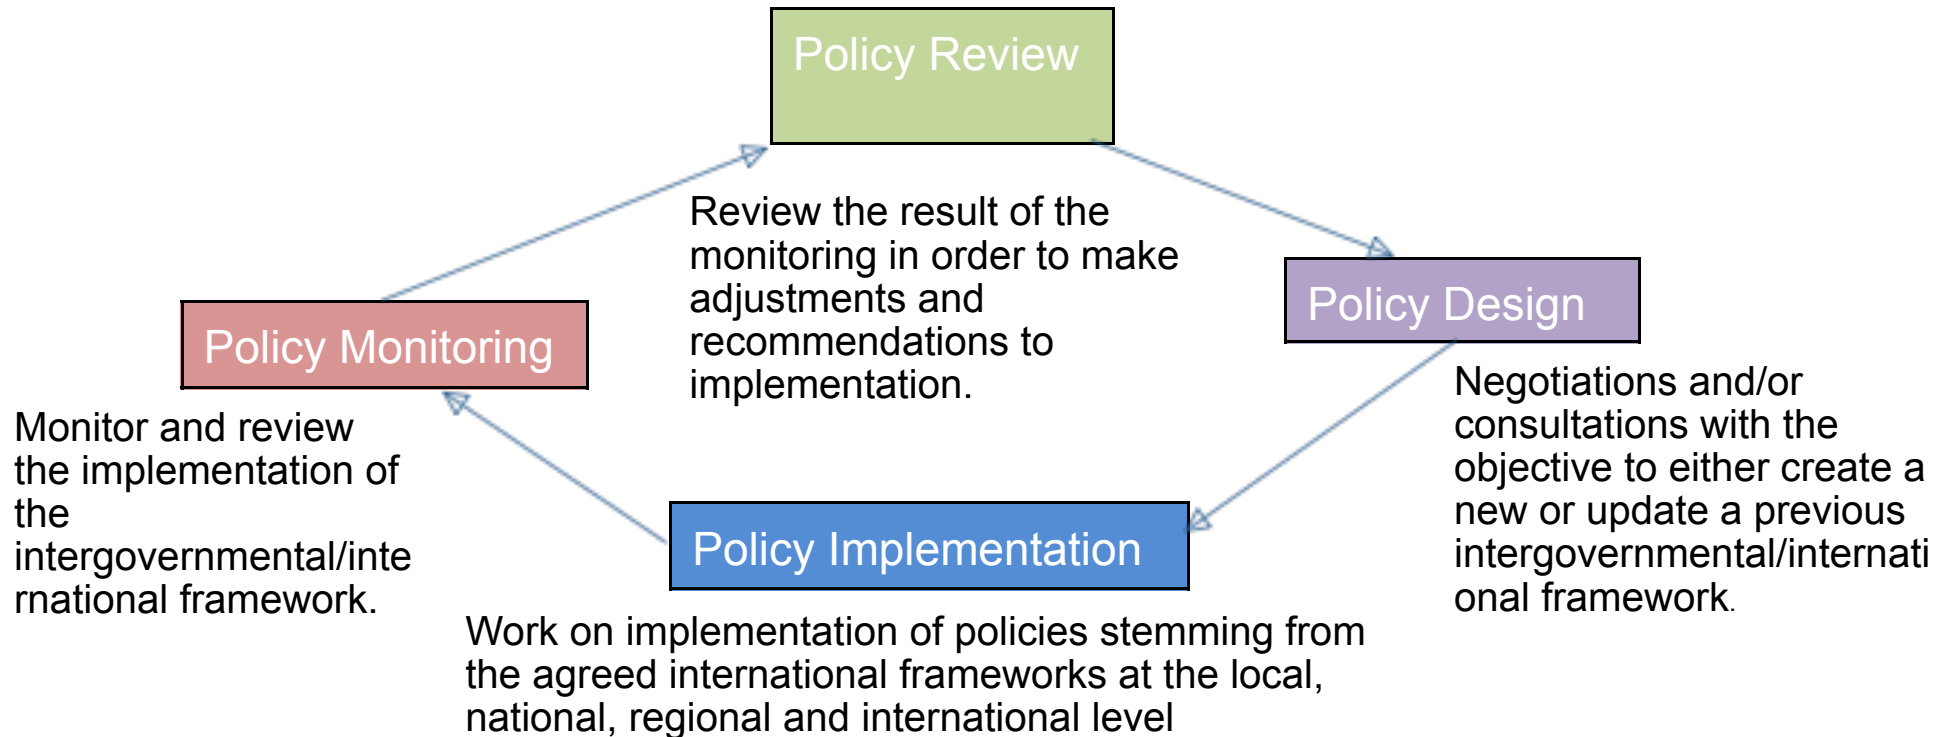 Policy Review
Review the result of the
monitoring in order to make
adjustments and
recommendations to
implementation.
Policy Design
Negotiations and/or
consultations with the
objective to either create a
new or update a previous
intergovernmental/internati
onal framework.
Policy Implementation
Work on implementation of policies stemming from
the agreed international frameworks at the local,
national, regional and international level
Policy Monitoring
Monitor and review
the implementation of
the
intergovernmental/inte
rnational framework.